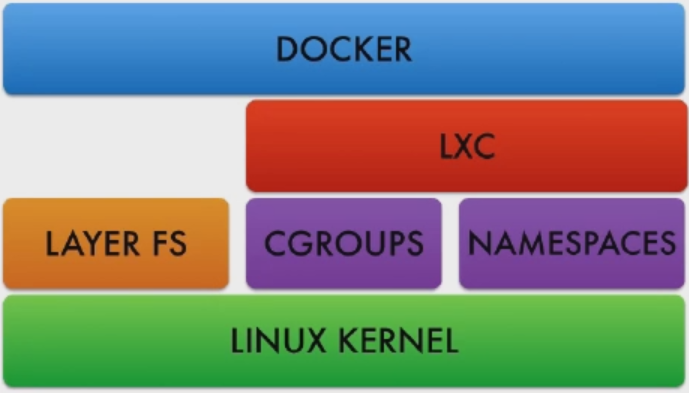 DOCKER
LXC
LAYER FS CGROUPS NAMESPACES
LINUX KERNEL